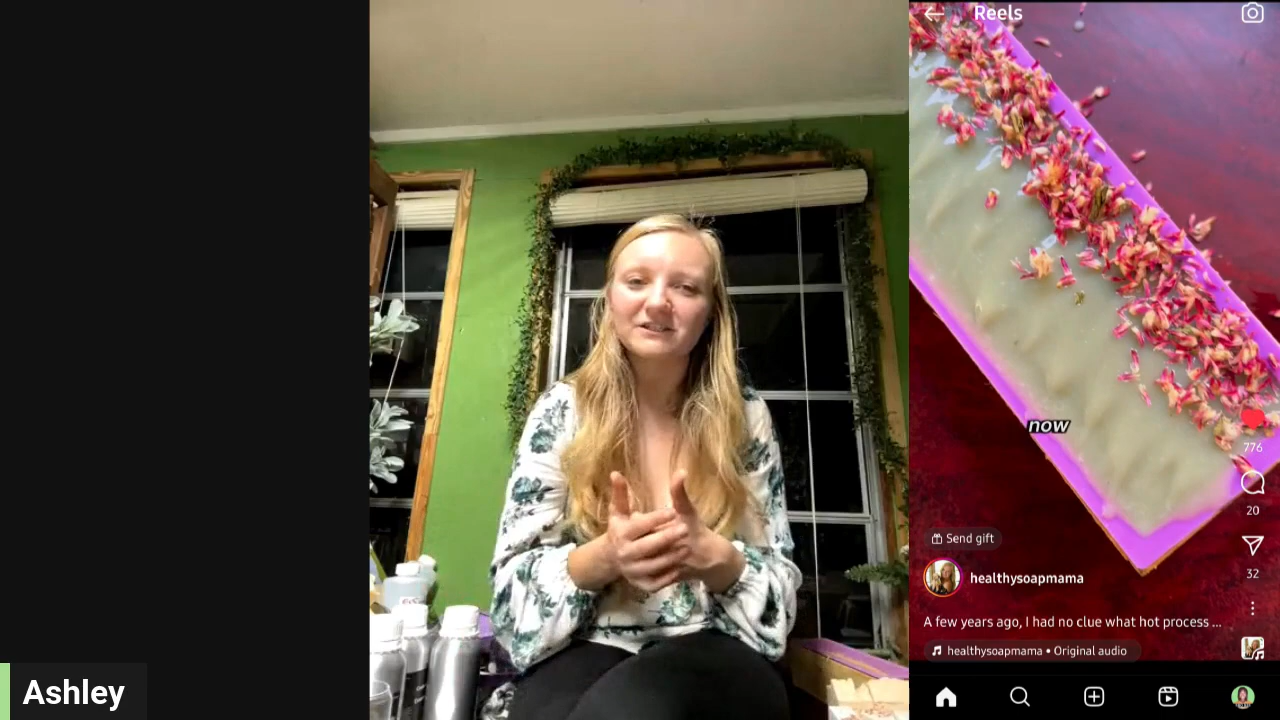 Reels
now
776
20
Send gift
32
healthysoapmama
A few years ago, I had no clue what hot process ...
healthysoapmama • Original audio
Ashley